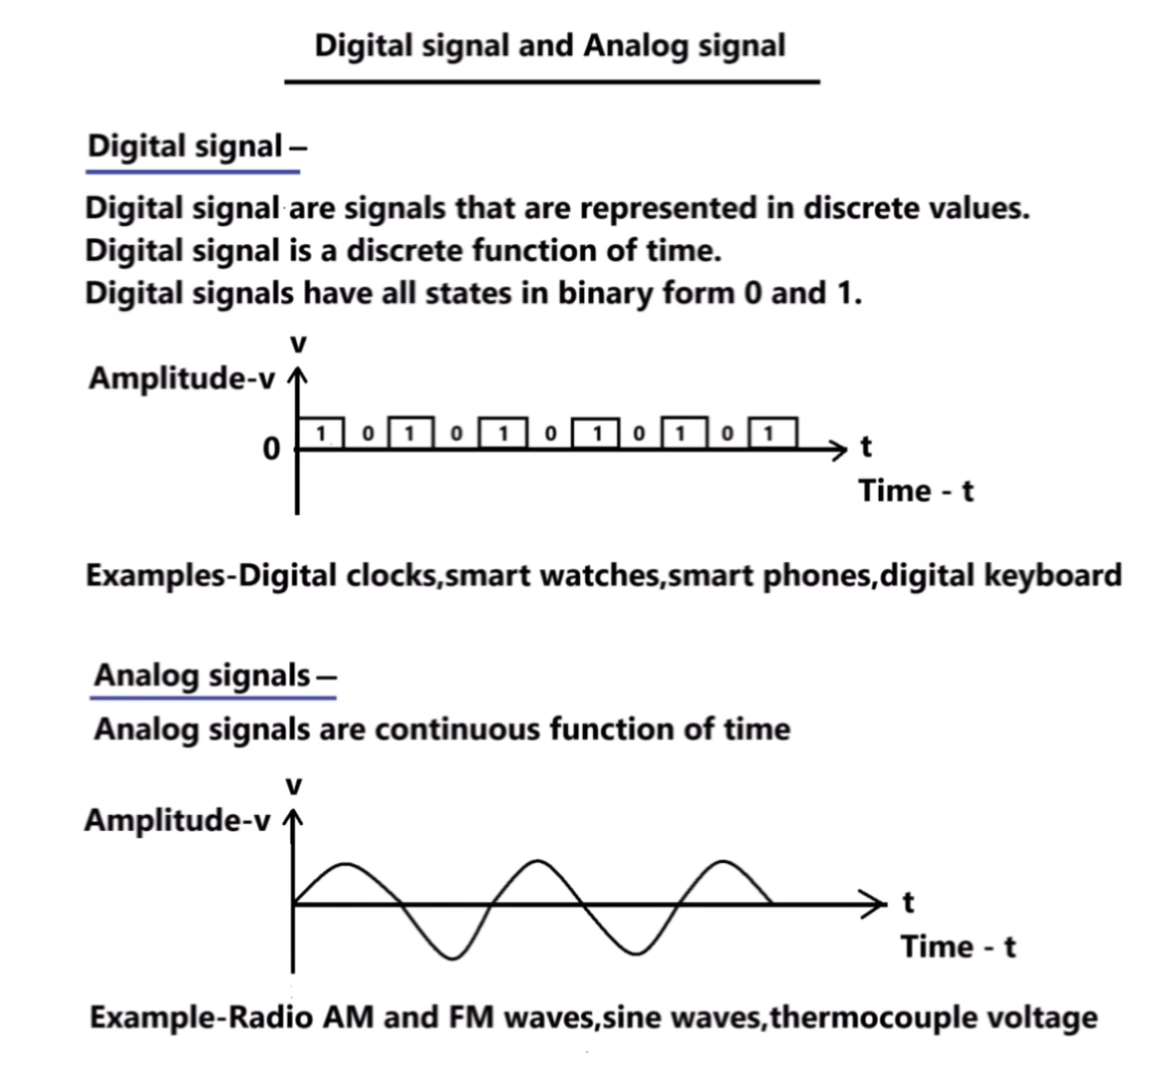 Digital signal and Analog signal
Digital signal –
Digital signal are signals that are represented in discrete values.
Digital signal is a discrete function of time.
Digital signals have all states in binary form 0 and 1.
v
Amplitude-v
1 0 1 0 1 0 1 0 1 0 1
0
t
Time - t
Examples-Digital clocks,smart watches,smart phones,digital keyboard
Analog signals –
Analog signals are continuous function of time
v
Amplitude-v
t
Time - t
Example-Radio AM and FM waves,sine waves,thermocouple voltage